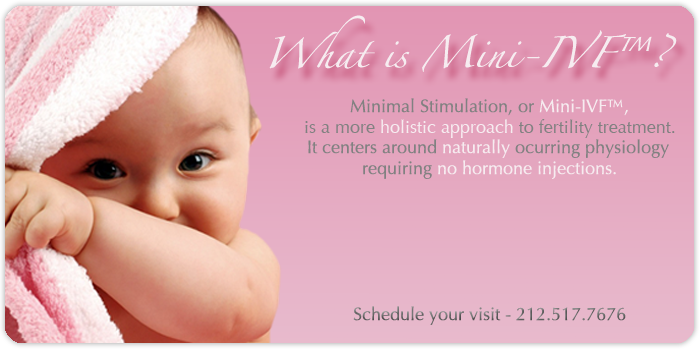 What is Mini-IVF™?
Minimal Stimulation, or Mini-IVF™,
is a more holistic approach to fertility treatment.
It centers around naturally ocurring physiology
requiring no hormone injections.
Schedule your visit - 212.517.7676